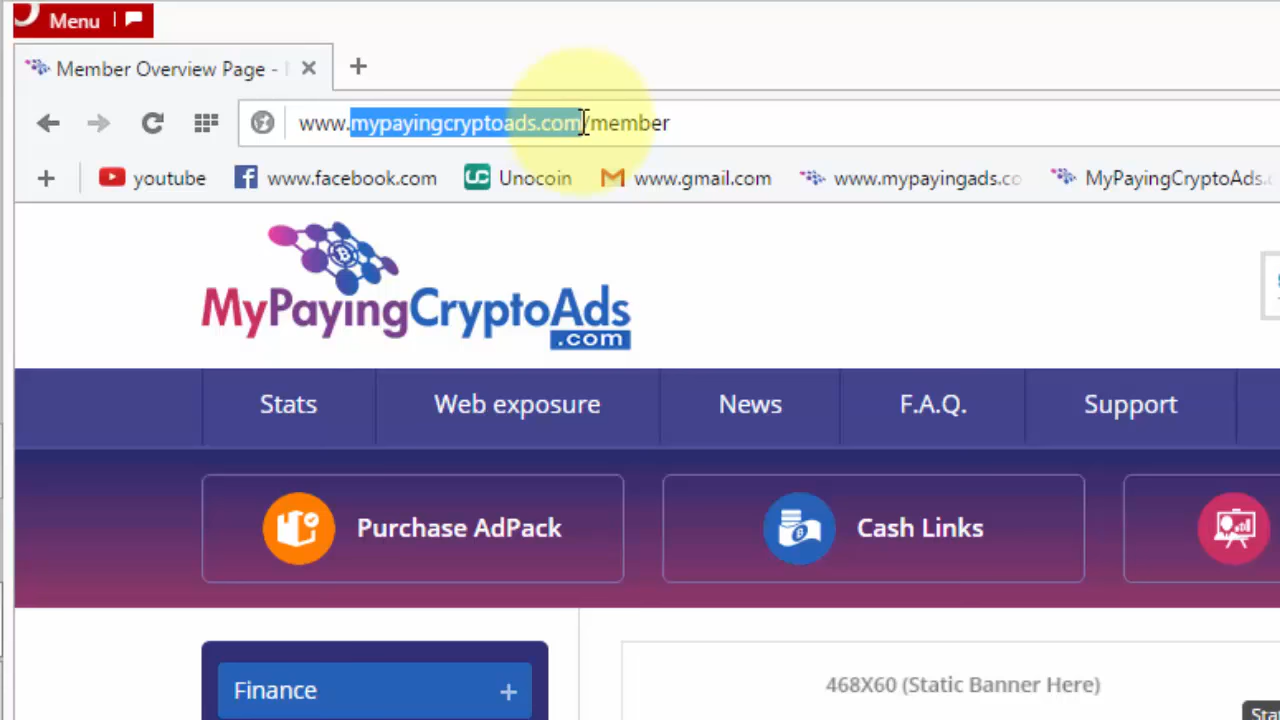 Menu
Member Overview Page -
www.mypayingcryptoads.com/member
youtube www.facebook.com Unocoin www.gmail.com www.mypayingads.co MyPayingCryptoAds.
MyPayingCryptoAds
.com
Stats Web exposure News F.A.Q. Support
Purchase AdPack Cash Links
Finance
468X60 (Static Banner Here)